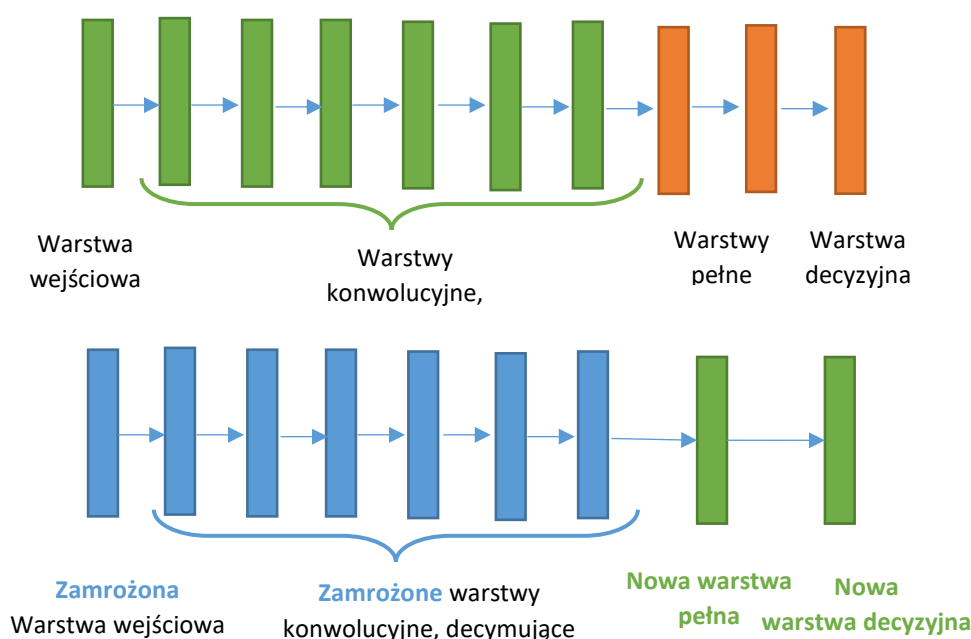 Warstwa
wejściowa
Warstwy
konwolucyjne,
Warstwy
pełne
Warstwa
decyzyjna
Zamrożona
Warstwa wejściowa
Zamrożone warstwy
konwolucyjne, decymujące
Nowa warstwa
pełna
Nowa
warstwa decyzyjna